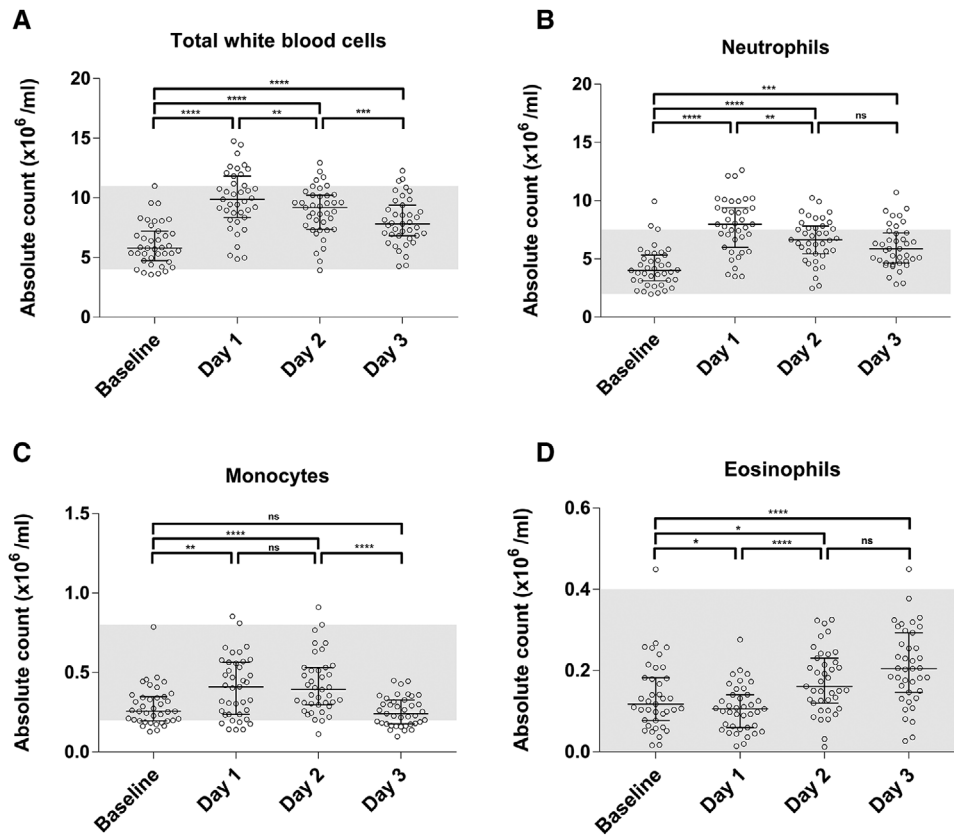 A
Total white blood cells
Absolute count (x10⁶ /ml)
20
15
10
5
0
****
****
****
**
***
Baseline
Day 1
Day 2
Day 3
B
Neutrophils
Absolute count (x10⁶ /ml)
20
15
10
5
0
***
****
****
**
ns
Baseline
Day 1
Day 2
Day 3
C
Monocytes
Absolute count (x10⁶ /ml)
1.5
1.0
0.5
0.0
ns
****
**
ns
****
Baseline
Day 1
Day 2
Day 3
D
Eosinophils
Absolute count (x10⁶ /ml)
0.6
0.4
0.2
0.0
****
*
*
****
ns
Baseline
Day 1
Day 2
Day 3